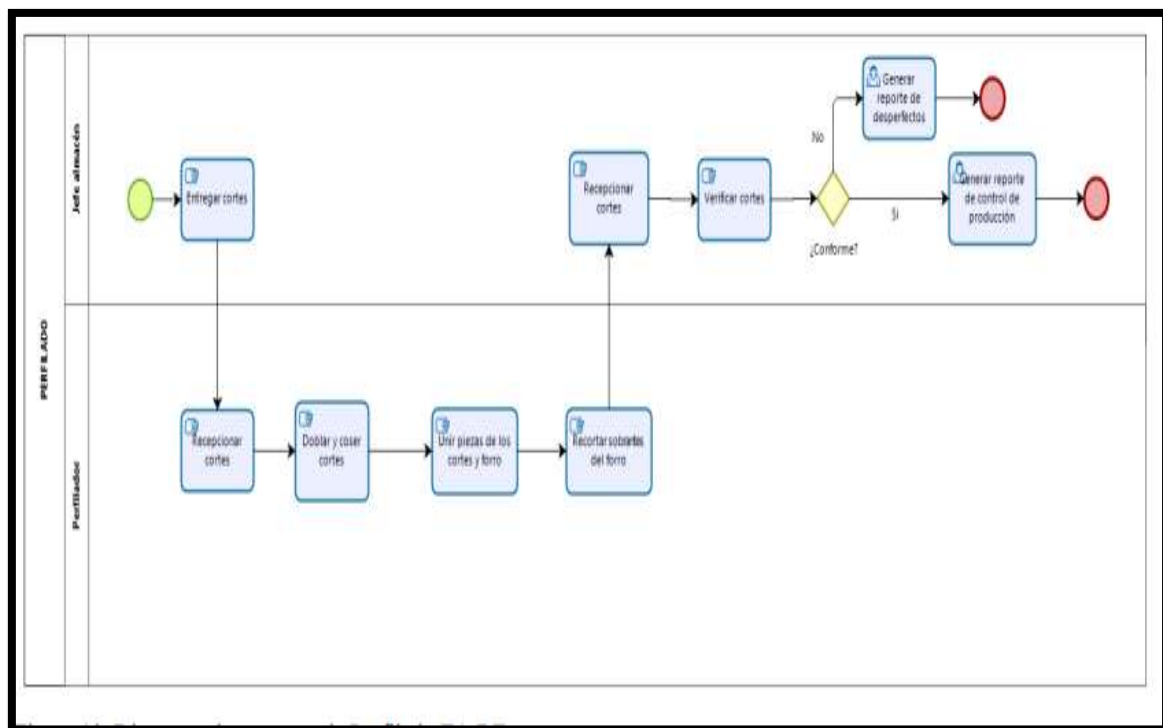 PERFILADO
Jefe almacén
Entregar cortes
Recepcionar
cortes
Verificar cortes
¿Conforme?
No
Generar
reporte de
desperfectos
Si
Generar reporte
de control de
producción
Perfilador
Recepcionar
cortes
Doblar y coser
cortes
Unir piezas de los
cortes y forro
Recortar sobrantes
del forro